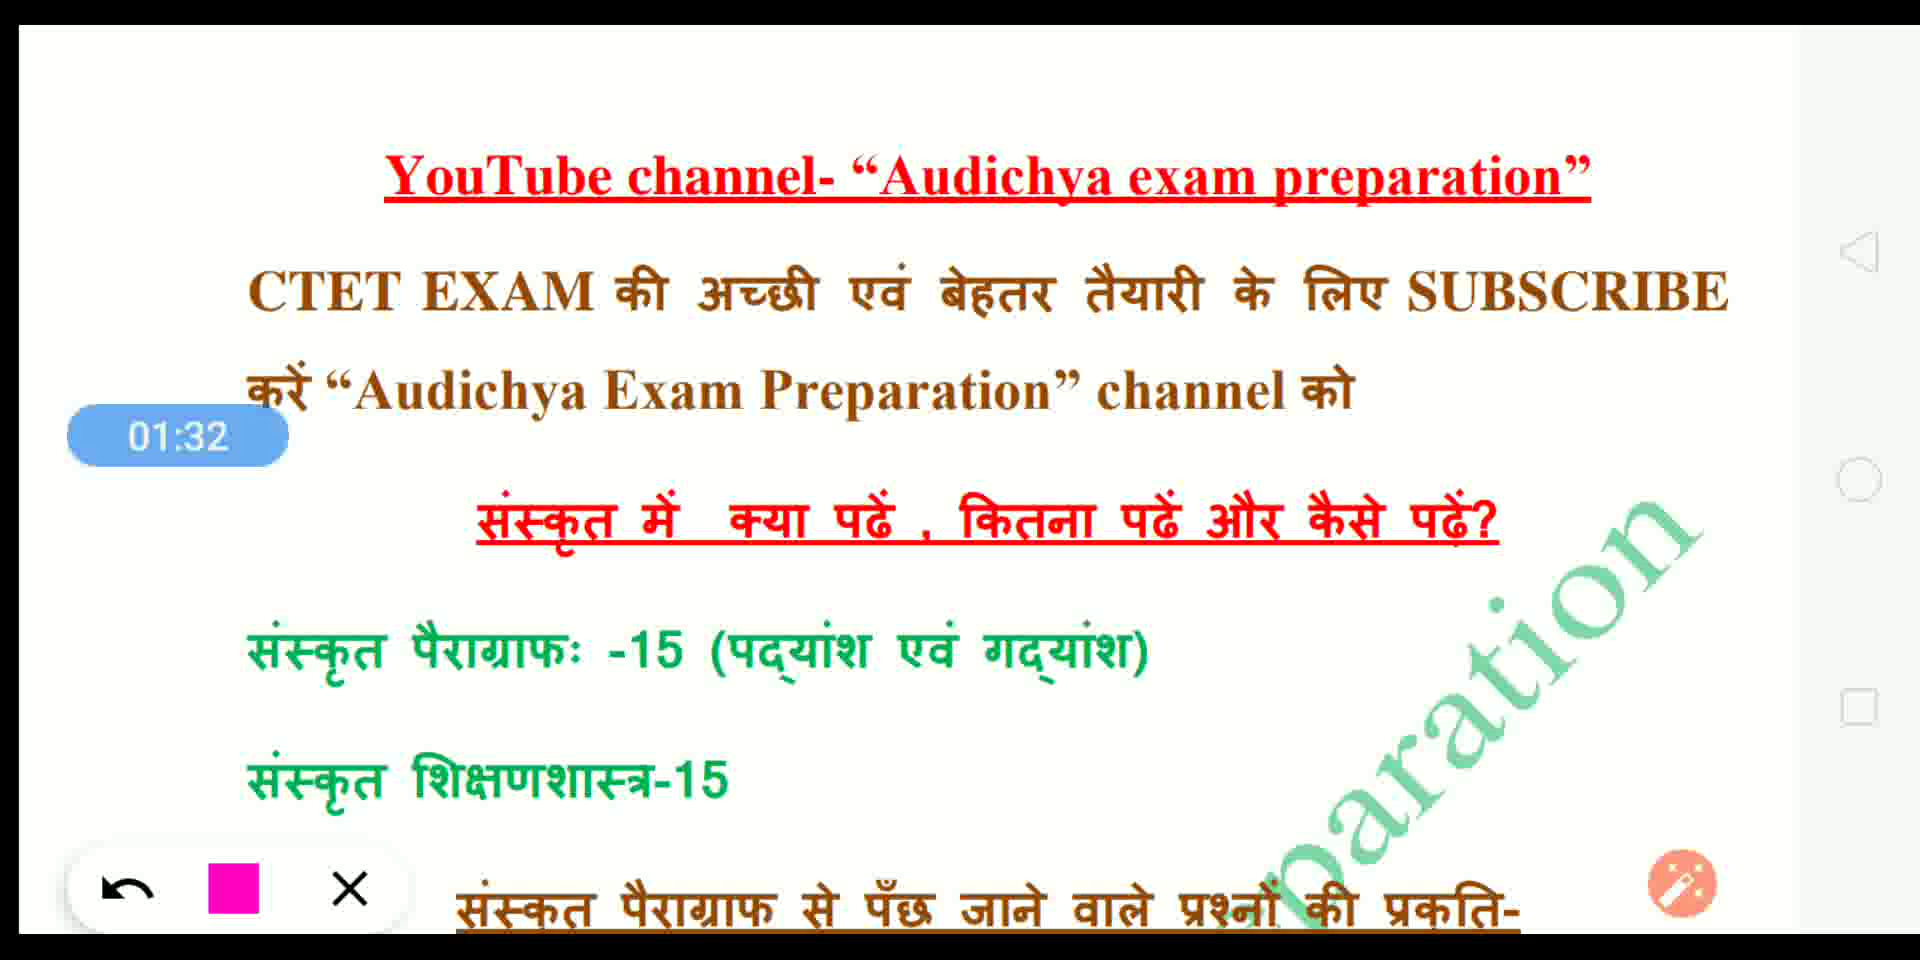 YouTube channel- “Audichya exam preparation”
CTET EXAM की अच्छी एवं बेहतर तैयारी के लिए SUBSCRIBE
करें “Audichya Exam Preparation” channel को
01:32
संस्कृत में क्या पढें , कितना पढें और कैसे पढ़ें?
संस्कृत पैराग्राफः -15 (पद्यांश एवं गद्यांश)
संस्कृत शिक्षणशास्त्र-15
संस्कृत पैराग्राफ से पूँछ जाने वाले प्रश्नों की प्रकृति-
paration